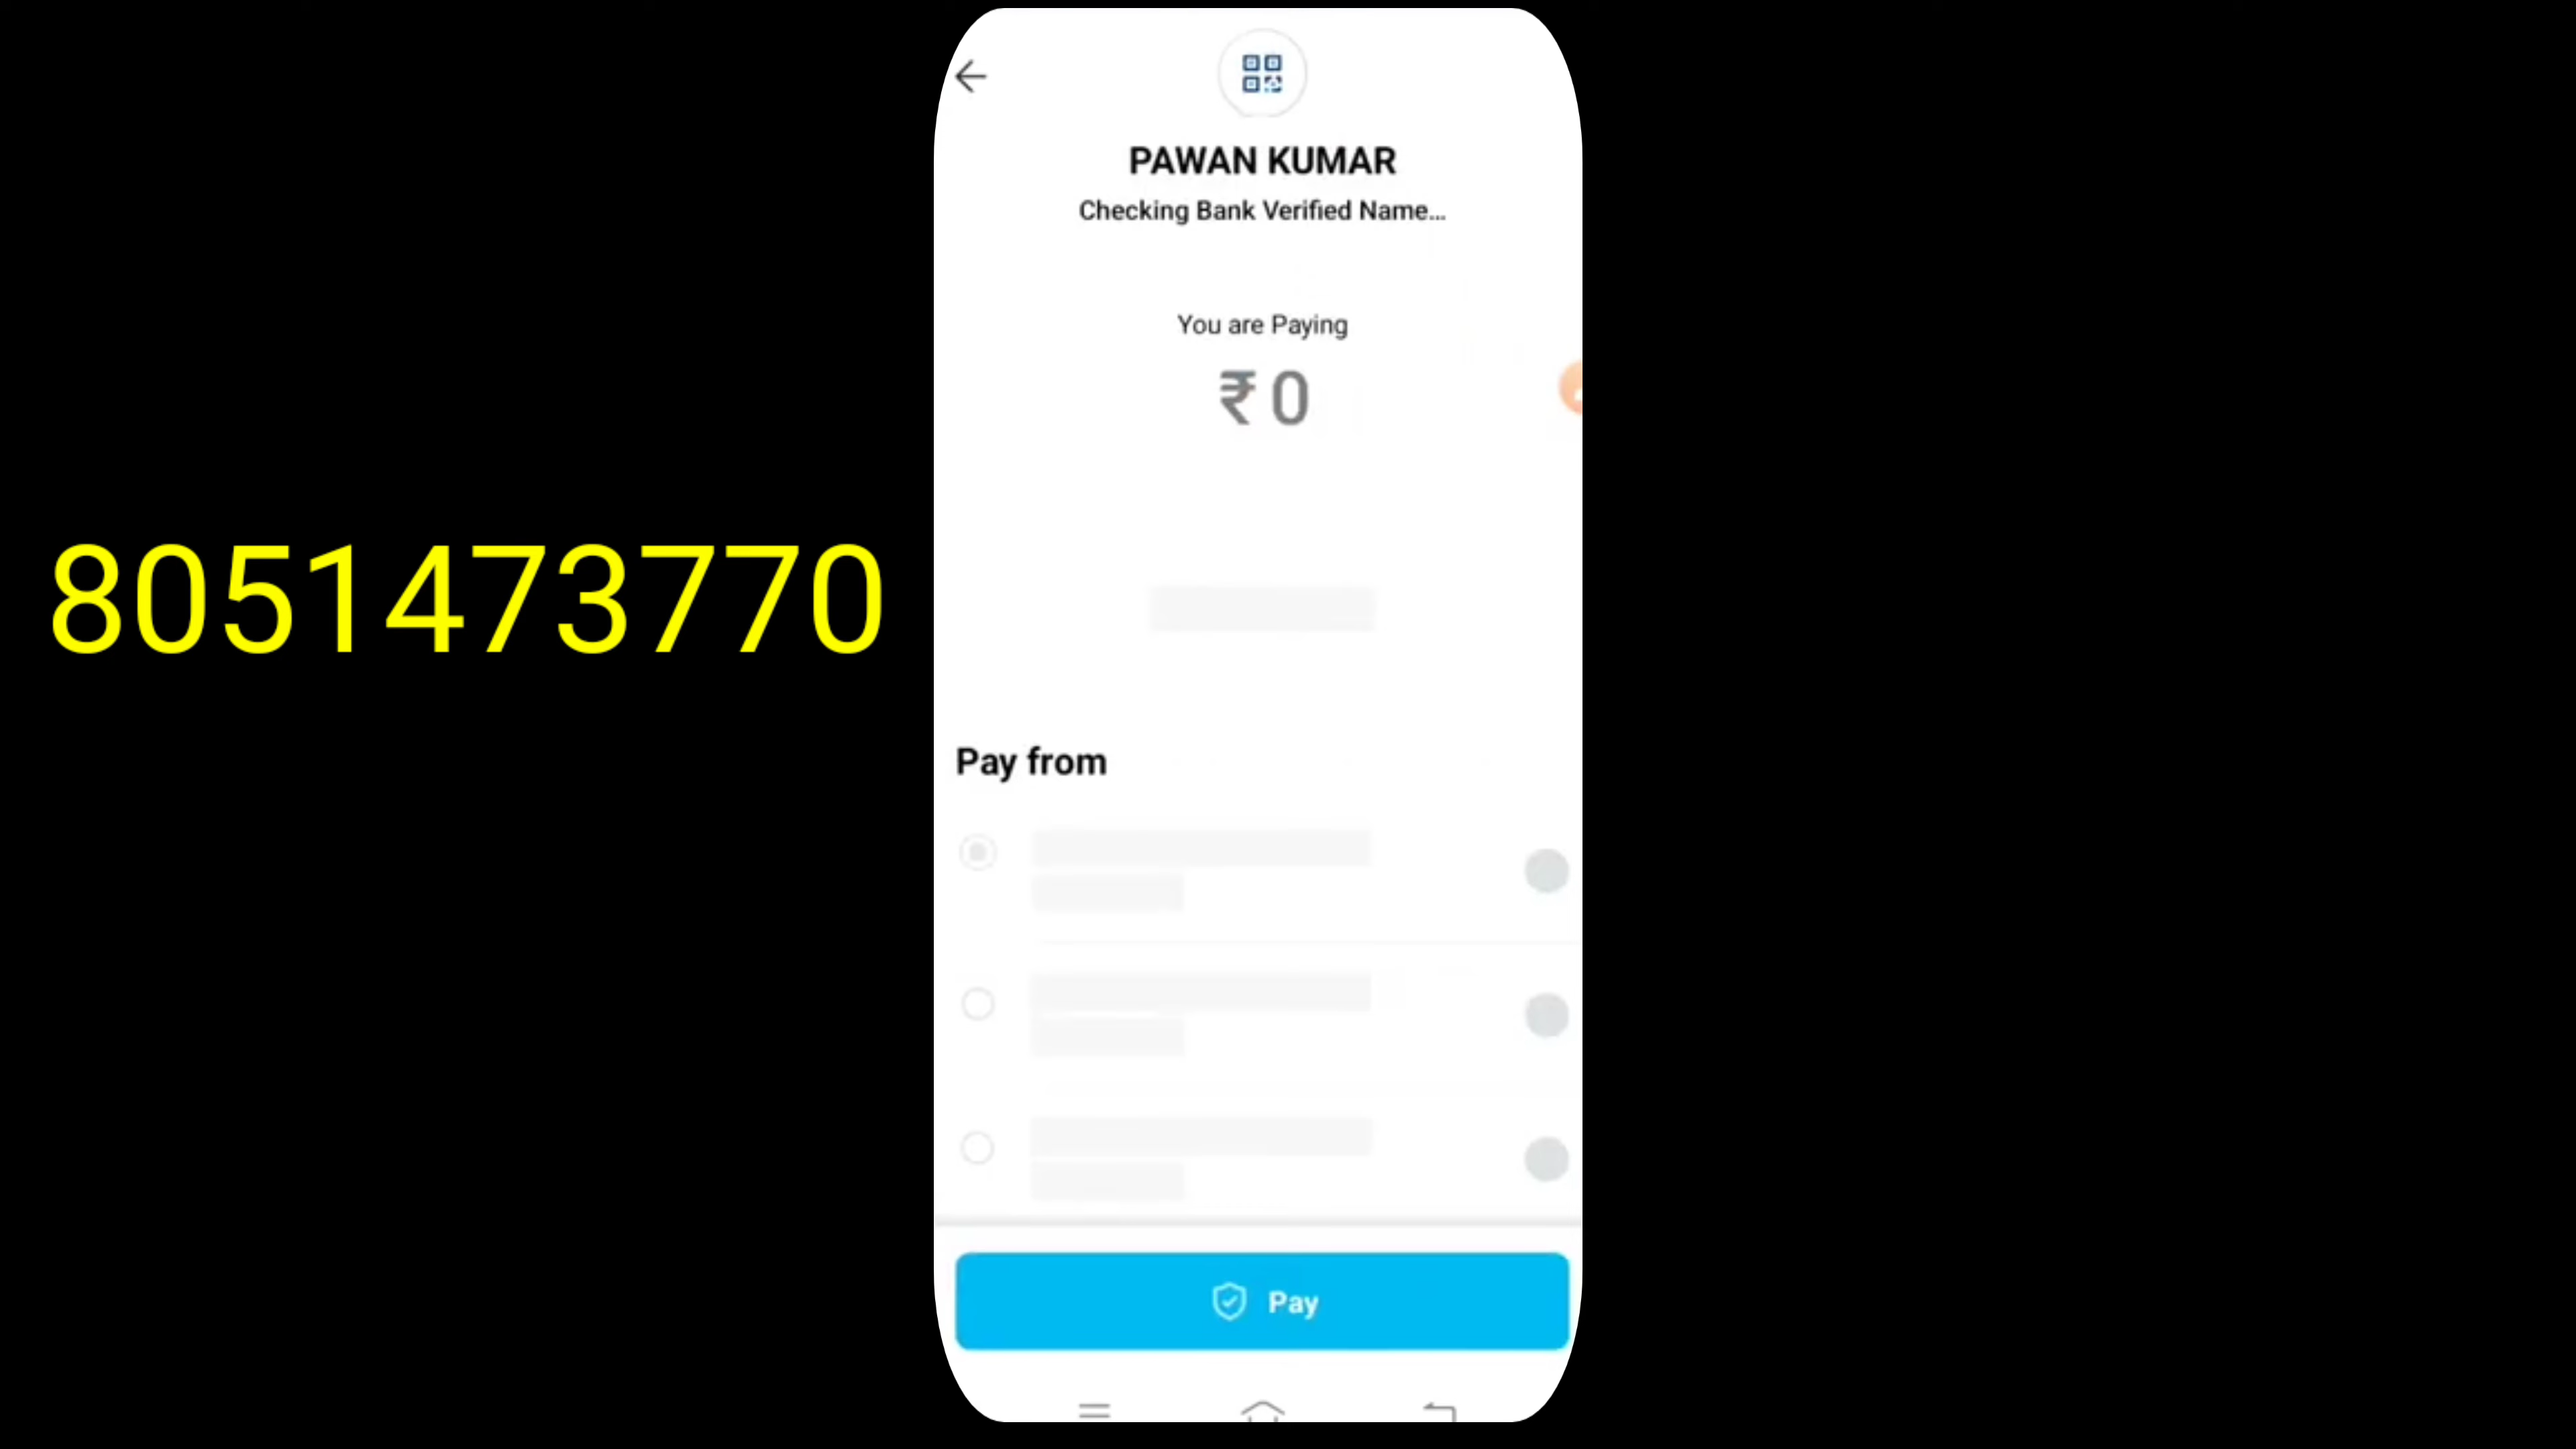 PAWAN KUMAR
Checking Bank Verified Name...
You are Paying
₹0
8051473770
Pay from
Pay